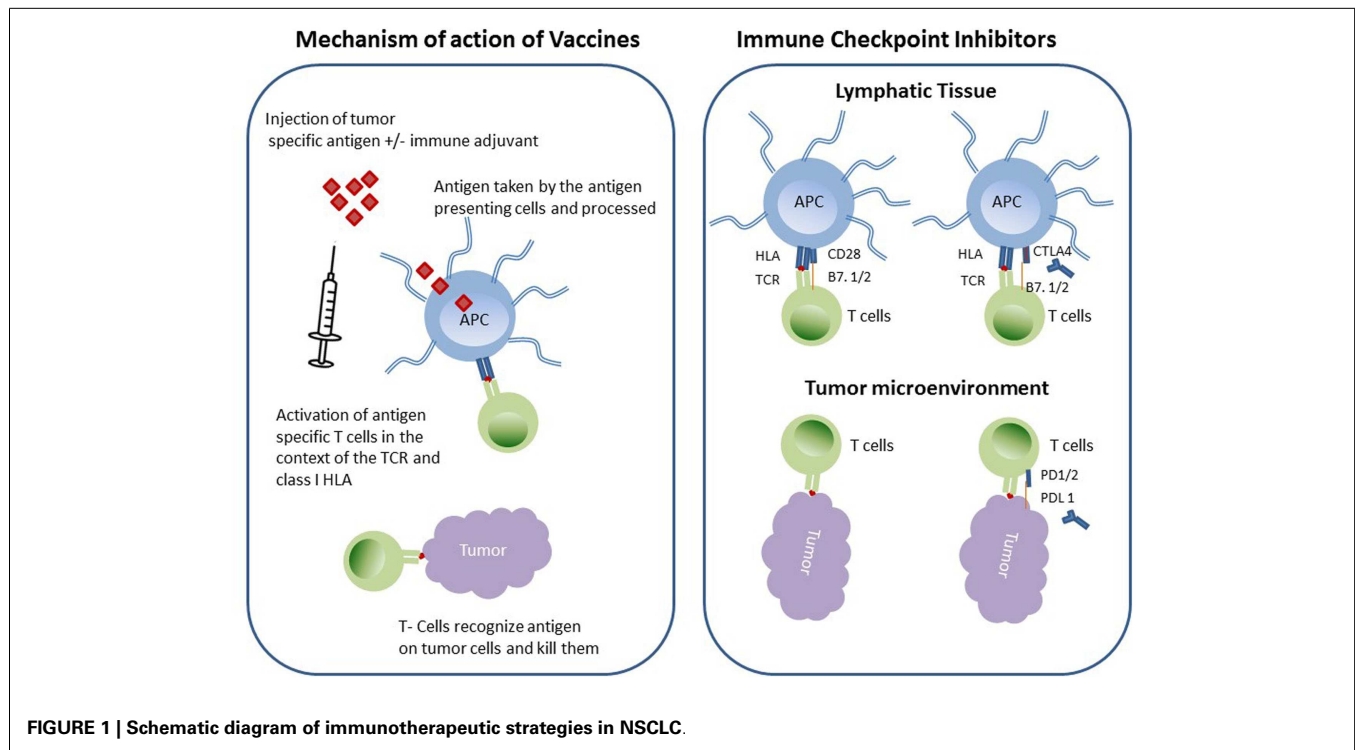 Mechanism of action of Vaccines
Injection of tumor
specific antigen +/- immune adjuvant
Antigen taken by the antigen
presenting cells and processed
APC
Activation of antigen
specific T cells in the
context of the TCR and
class I HLA
Tumor
T- Cells recognize antigen
on tumor cells and kill them
Immune Checkpoint Inhibitors
Lymphatic Tissue
APC
HLA
CD28
TCR
B7. 1/2
T cells
APC
HLA
CTLA4
TCR
B7. 1/2
T cells
Tumor microenvironment
T cells
Tumor
T cells
PD1/2
PDL 1
Tumor
FIGURE 1 | Schematic diagram of immunotherapeutic strategies in NSCLC.